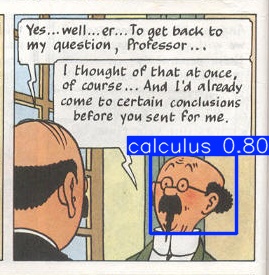 Yes...well...er...To get back to
my question, Professor...
I thought of that at once,
of course... And I'd already
come to certain conclusions
before you sent for me.
calculus 0.80